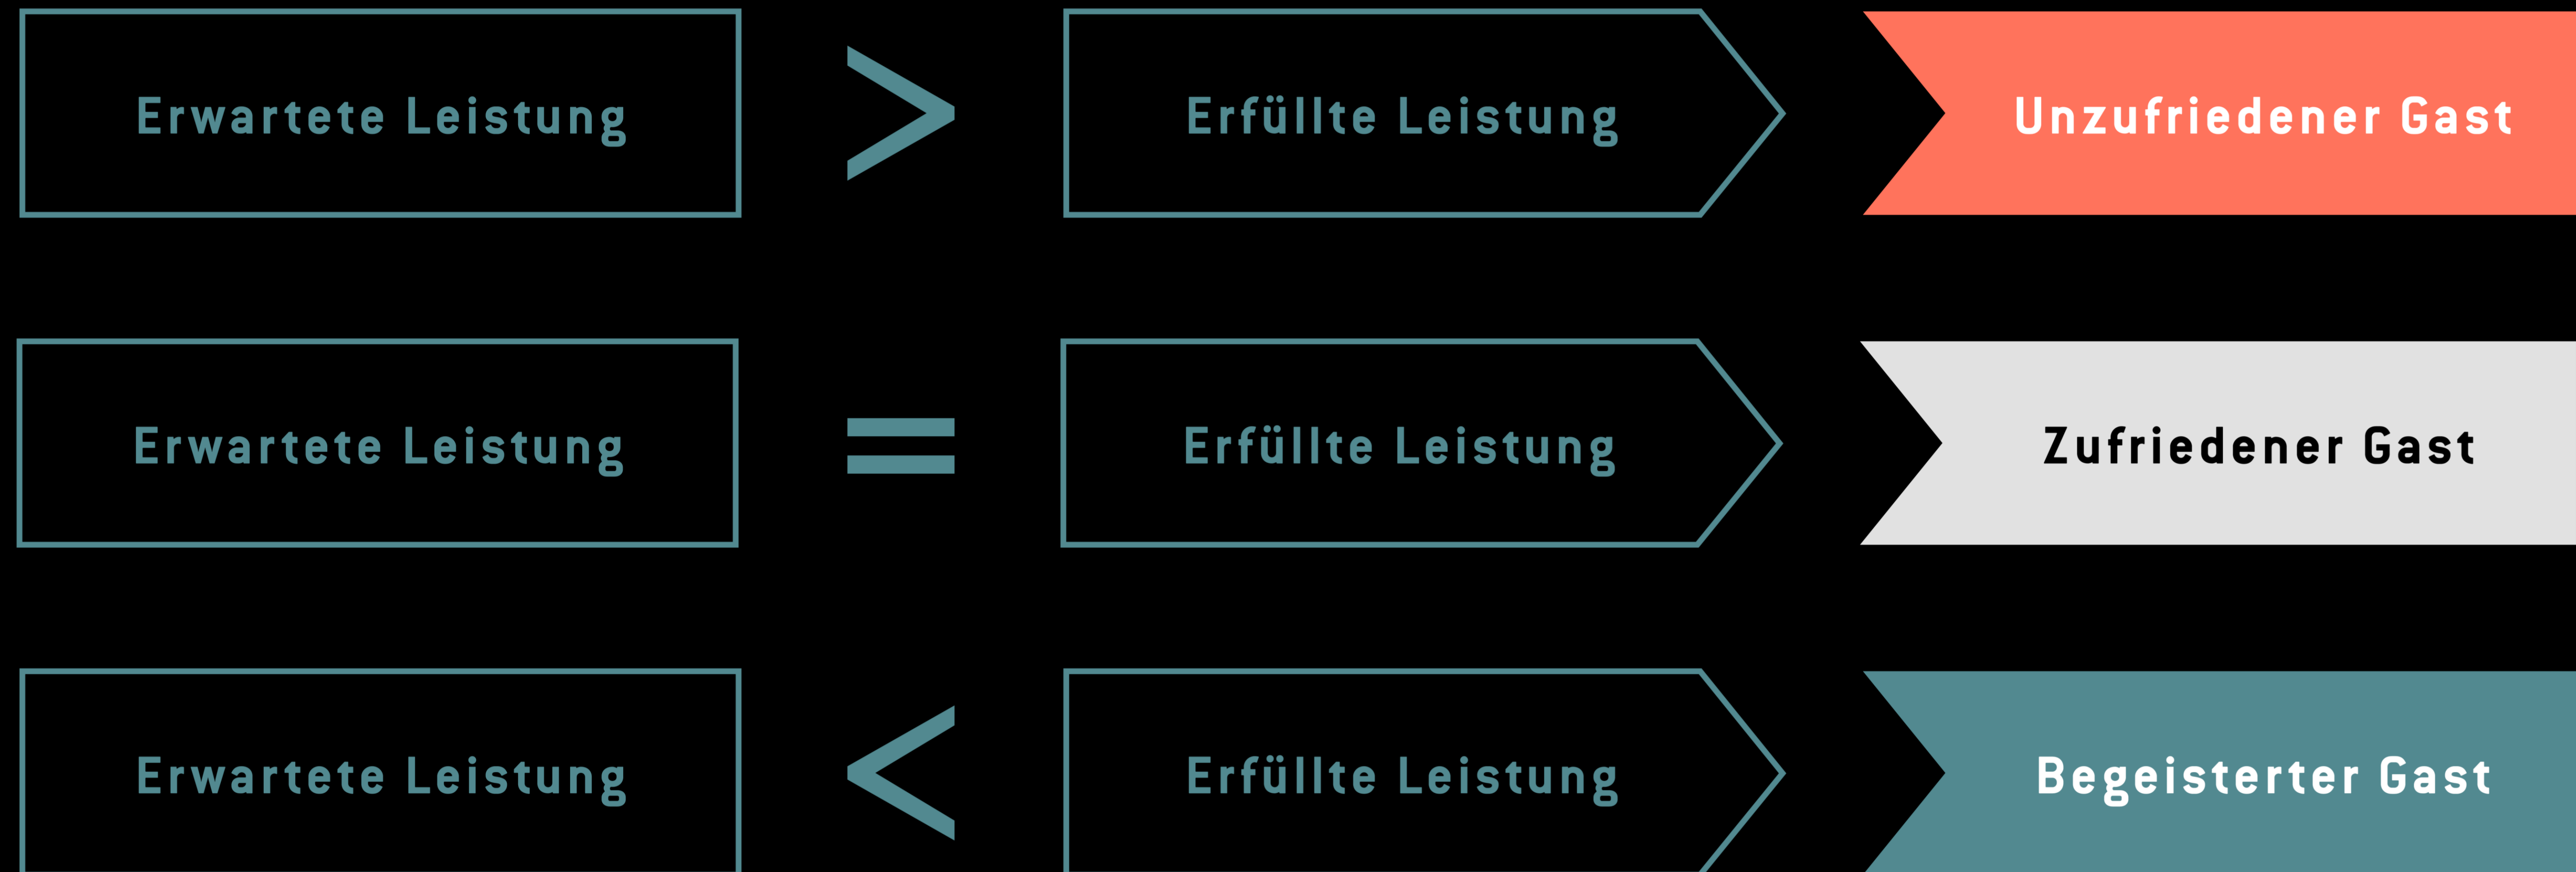 Erwartete Leistung > Erfüllte Leistung Unzufriedener Gast
Erwartete Leistung = Erfüllte Leistung Zufriedener Gast
Erwartete Leistung < Erfüllte Leistung Begeisterter Gast